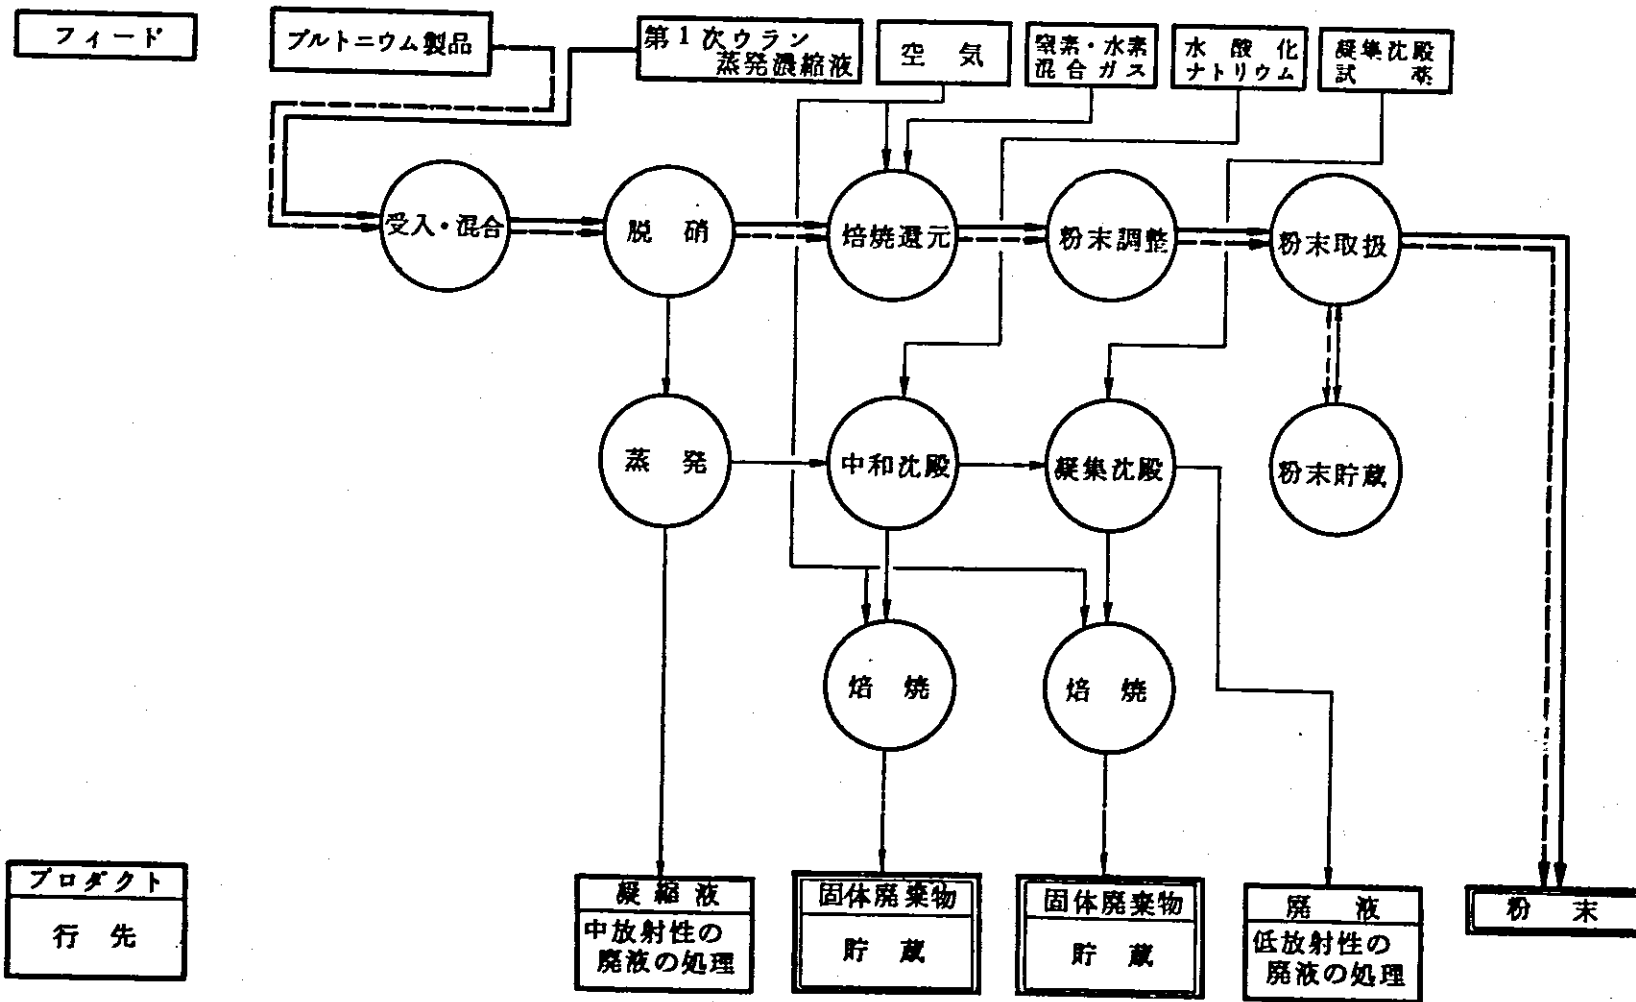 フィード
プルトニウム製品
第1次ウラン
蒸発濃縮液
空気
窒素・水素
混合ガス
水酸化
ナトリウム
凝集沈殿
試薬
受入・混合
脱硝
焙焼還元
粉末調整
粉末取扱
蒸発
中和沈殿
凝集沈殿
粉末貯蔵
焙焼
焙焼
プロダクト
行先
凝縮液
中放射性の
廃液の処理
固体廃棄物
貯蔵
固体廃棄物
貯蔵
廃液
低放射性の
廃液の処理
粉末